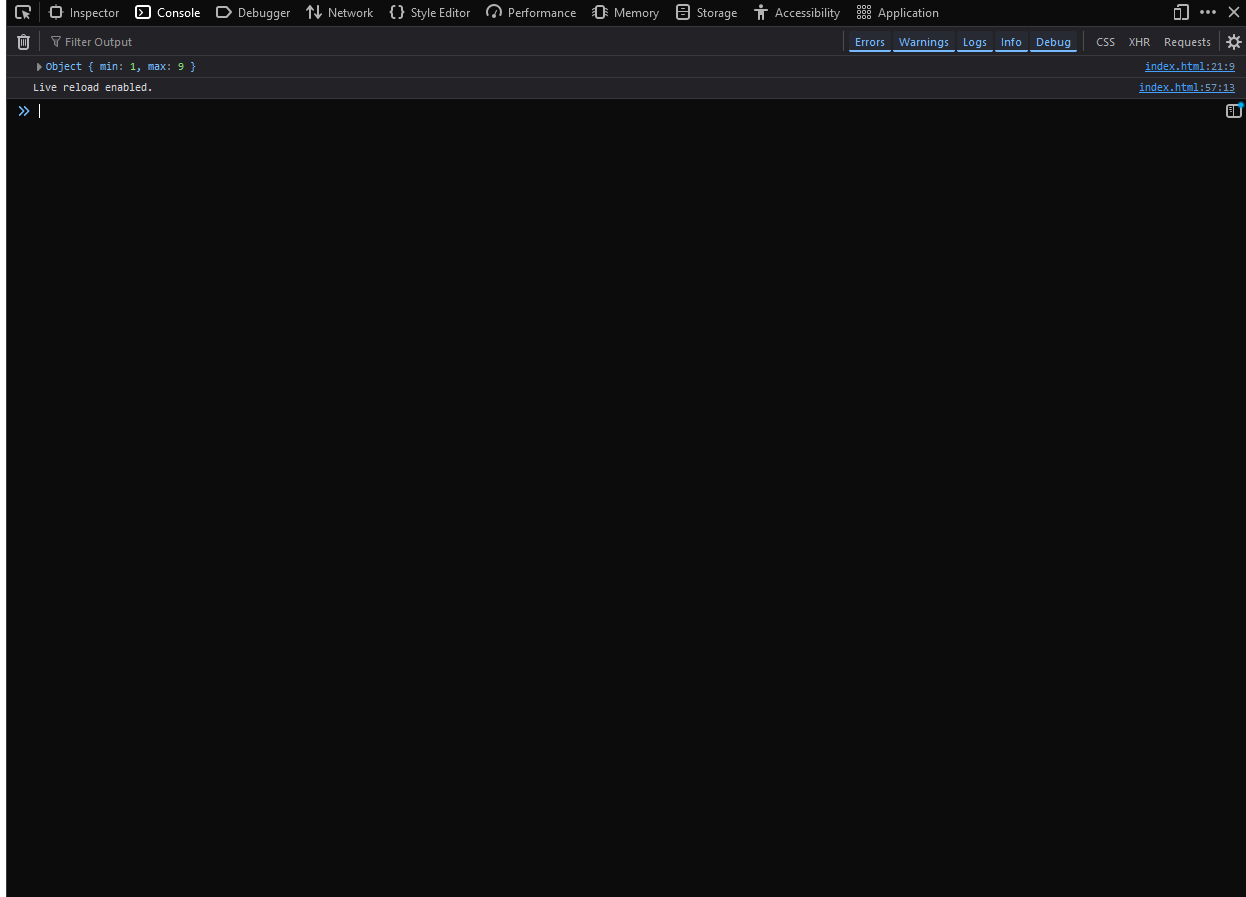 Inspector Console Debugger Network Style Editor Performance Memory Storage Accessibility Application
Filter Output Errors Warnings Logs Info Debug CSS XHR Requests
Object { min: 1, max: 9 } index.html:21:9
Live reload enabled. index.html:57:13